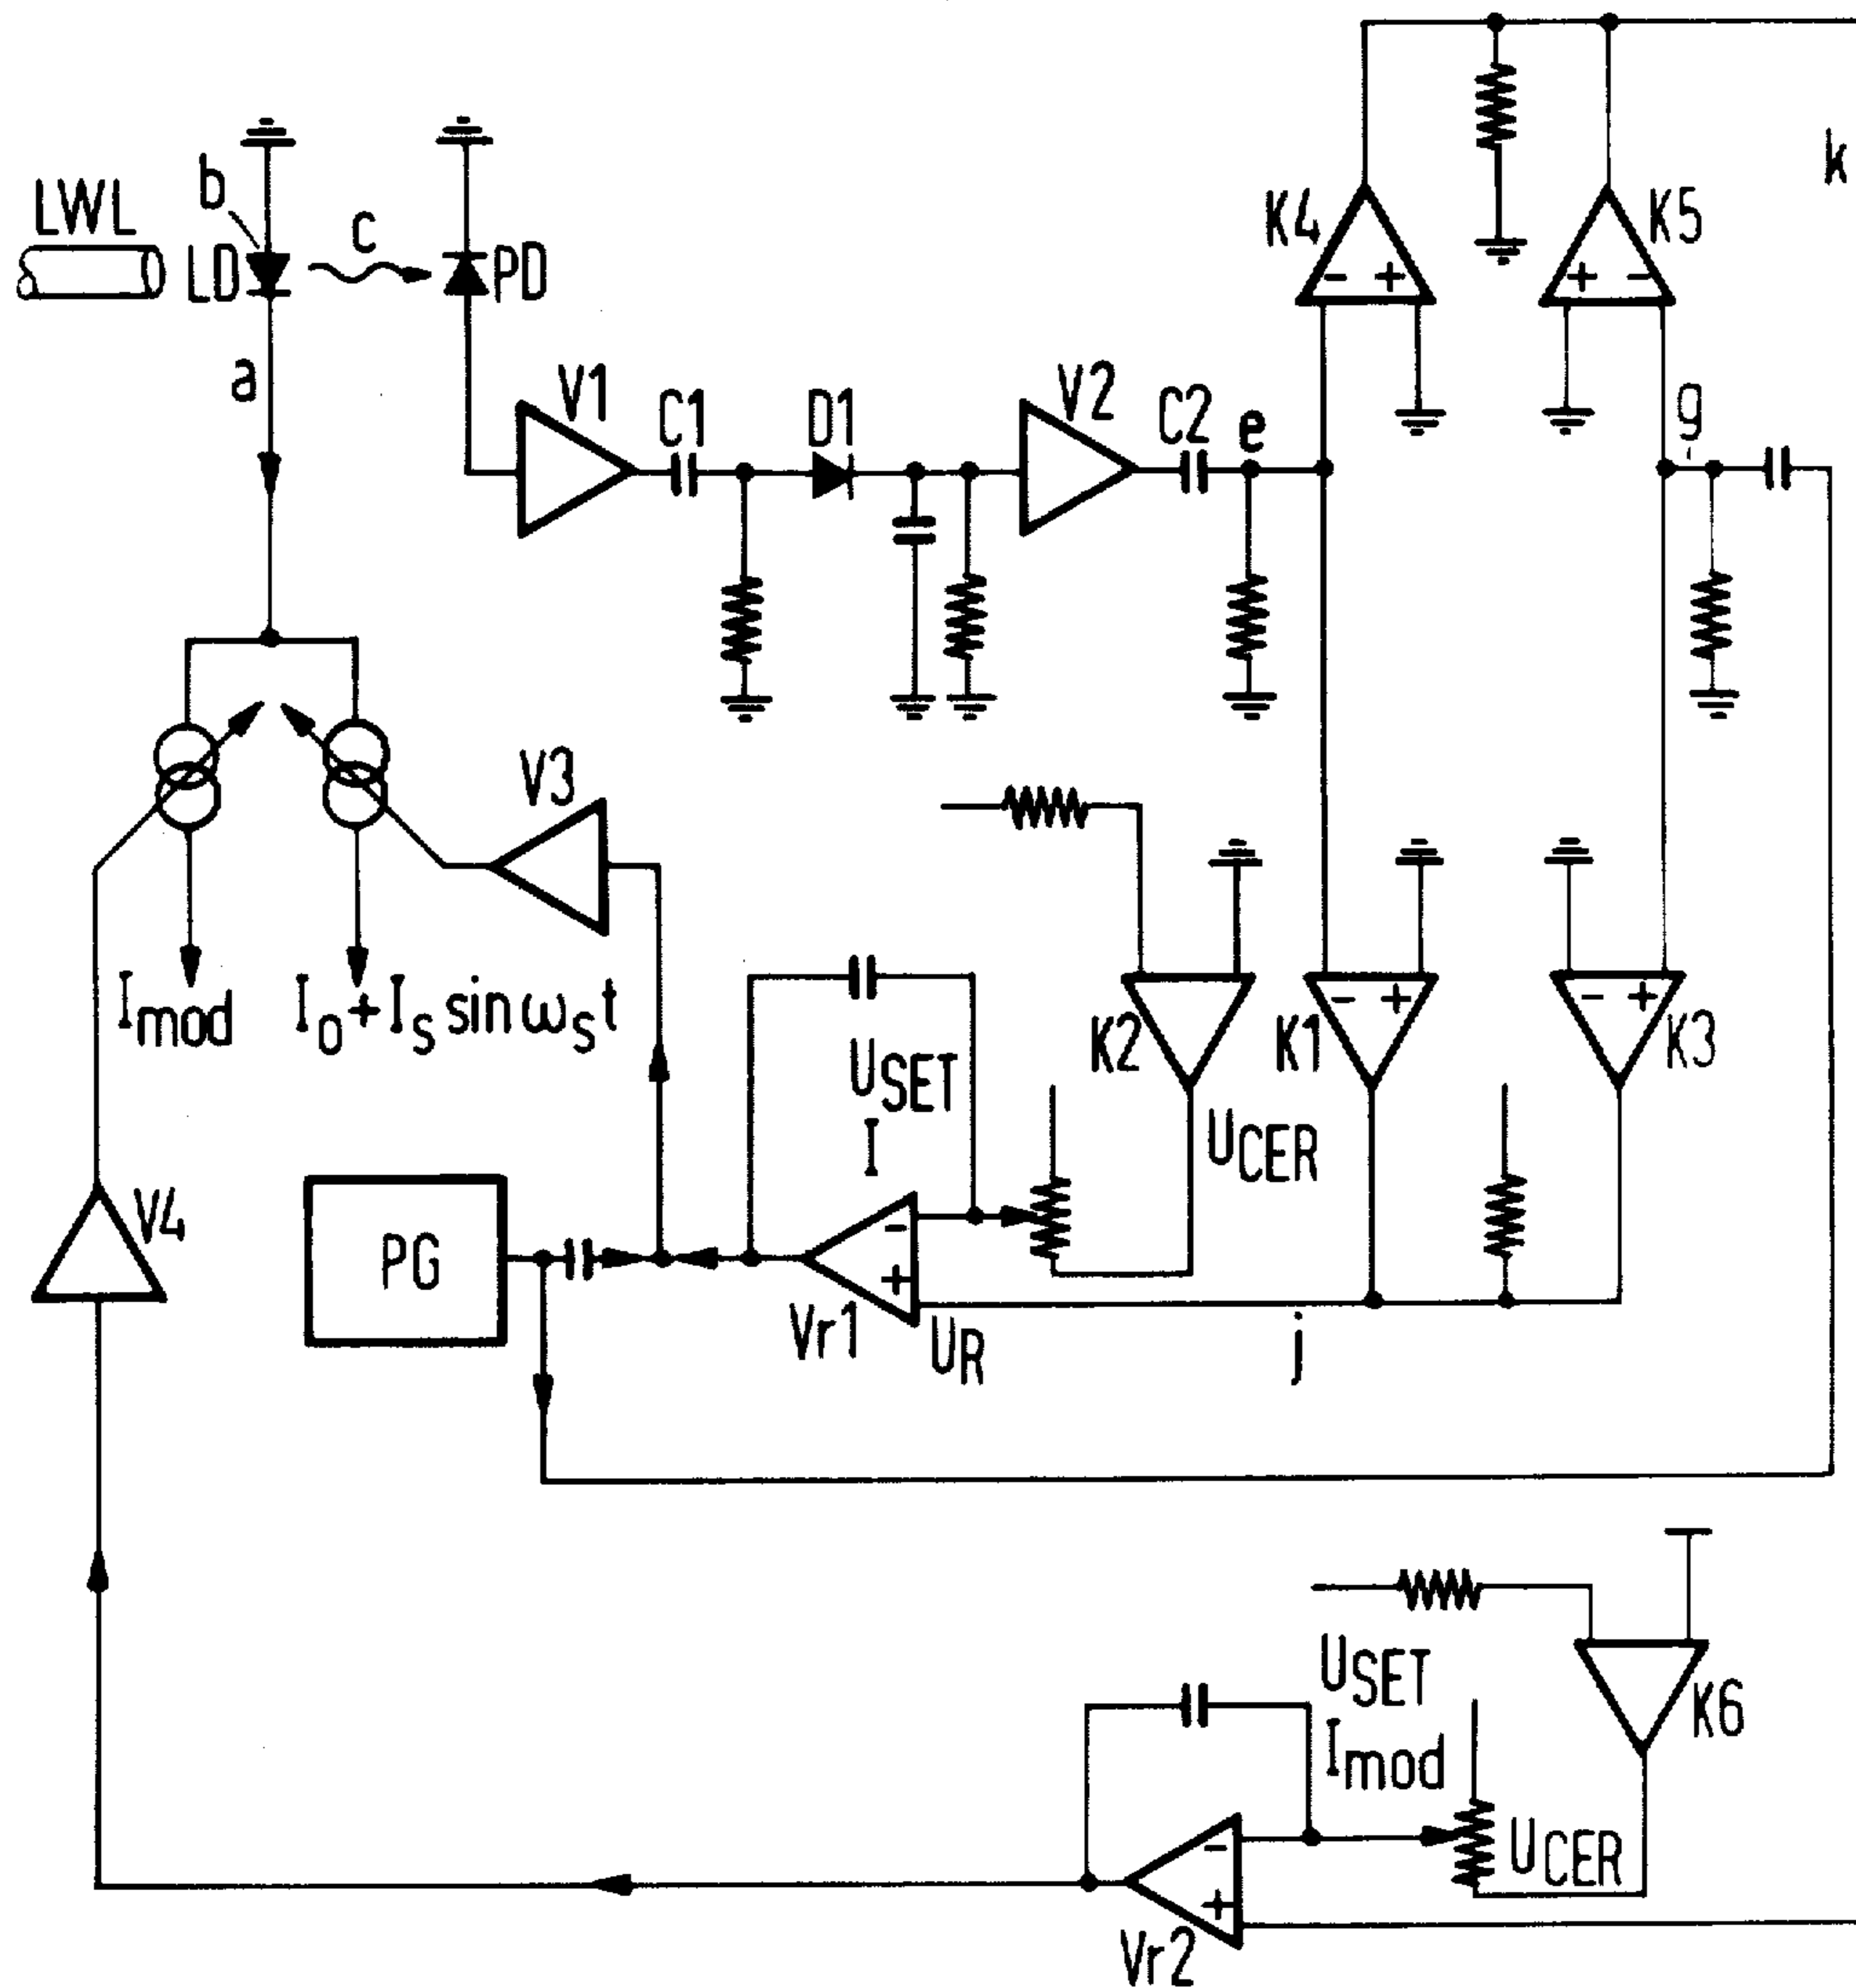 k
b
LWL
c
K4
K5
LD
PD
- +
+ -
a
V1
C1
D1
V2
C2
e
g
V3
Imod
Io+Is sin ωst
K2
K1
- +
- +
K3
USET
I
UCER
V4
PG
-
+
Vr1
UR
j
USET
Imod
K6
UCER
-
+
Vr2